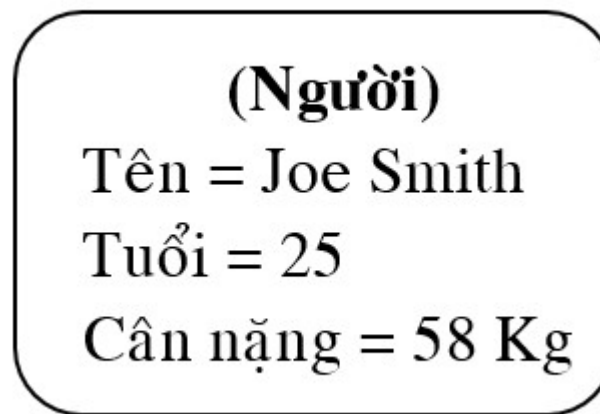 (Người)
Tên = Joe Smith
Tuổi = 25
Cân nặng = 58 Kg